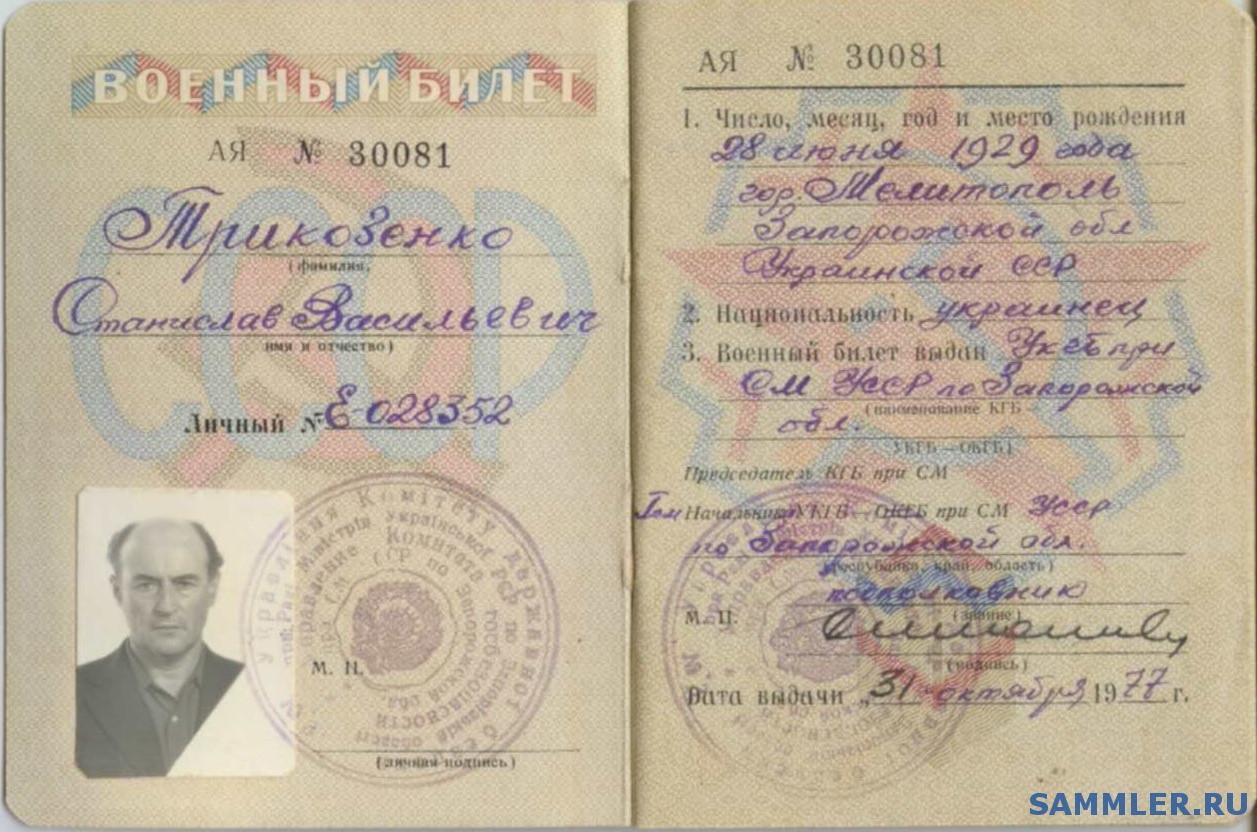 ВОЕННЫЙ БИЛЕТ
АЯ № 30081
Трикозенко
(фамилия)
Станислав Васильевич
имя и отчество)
Личный № Е-028352
М. П.
(личная подпись)
АЯ № 30081
1. Число, месяц, год и место рождения
28 июня 1929 года
гор. Мелитополь
Запорожской обл
Украинской ССР
2. Национальность украинец
3. Военный билет выдан УКГБ при
СМ УССР по Запорожской
(наименование КГБ —
обл.
УКГБ — ОКГБ)
Председатель КГБ при СМ
Начальник УКГБ — ОКГБ при СМ УССР
по Запорожской обл.
(республика, край, область)
подполковник
М. П.
(звание)
(подпись)
Дата выдачи „31" октября 1977 г.
SAMMLER.RU